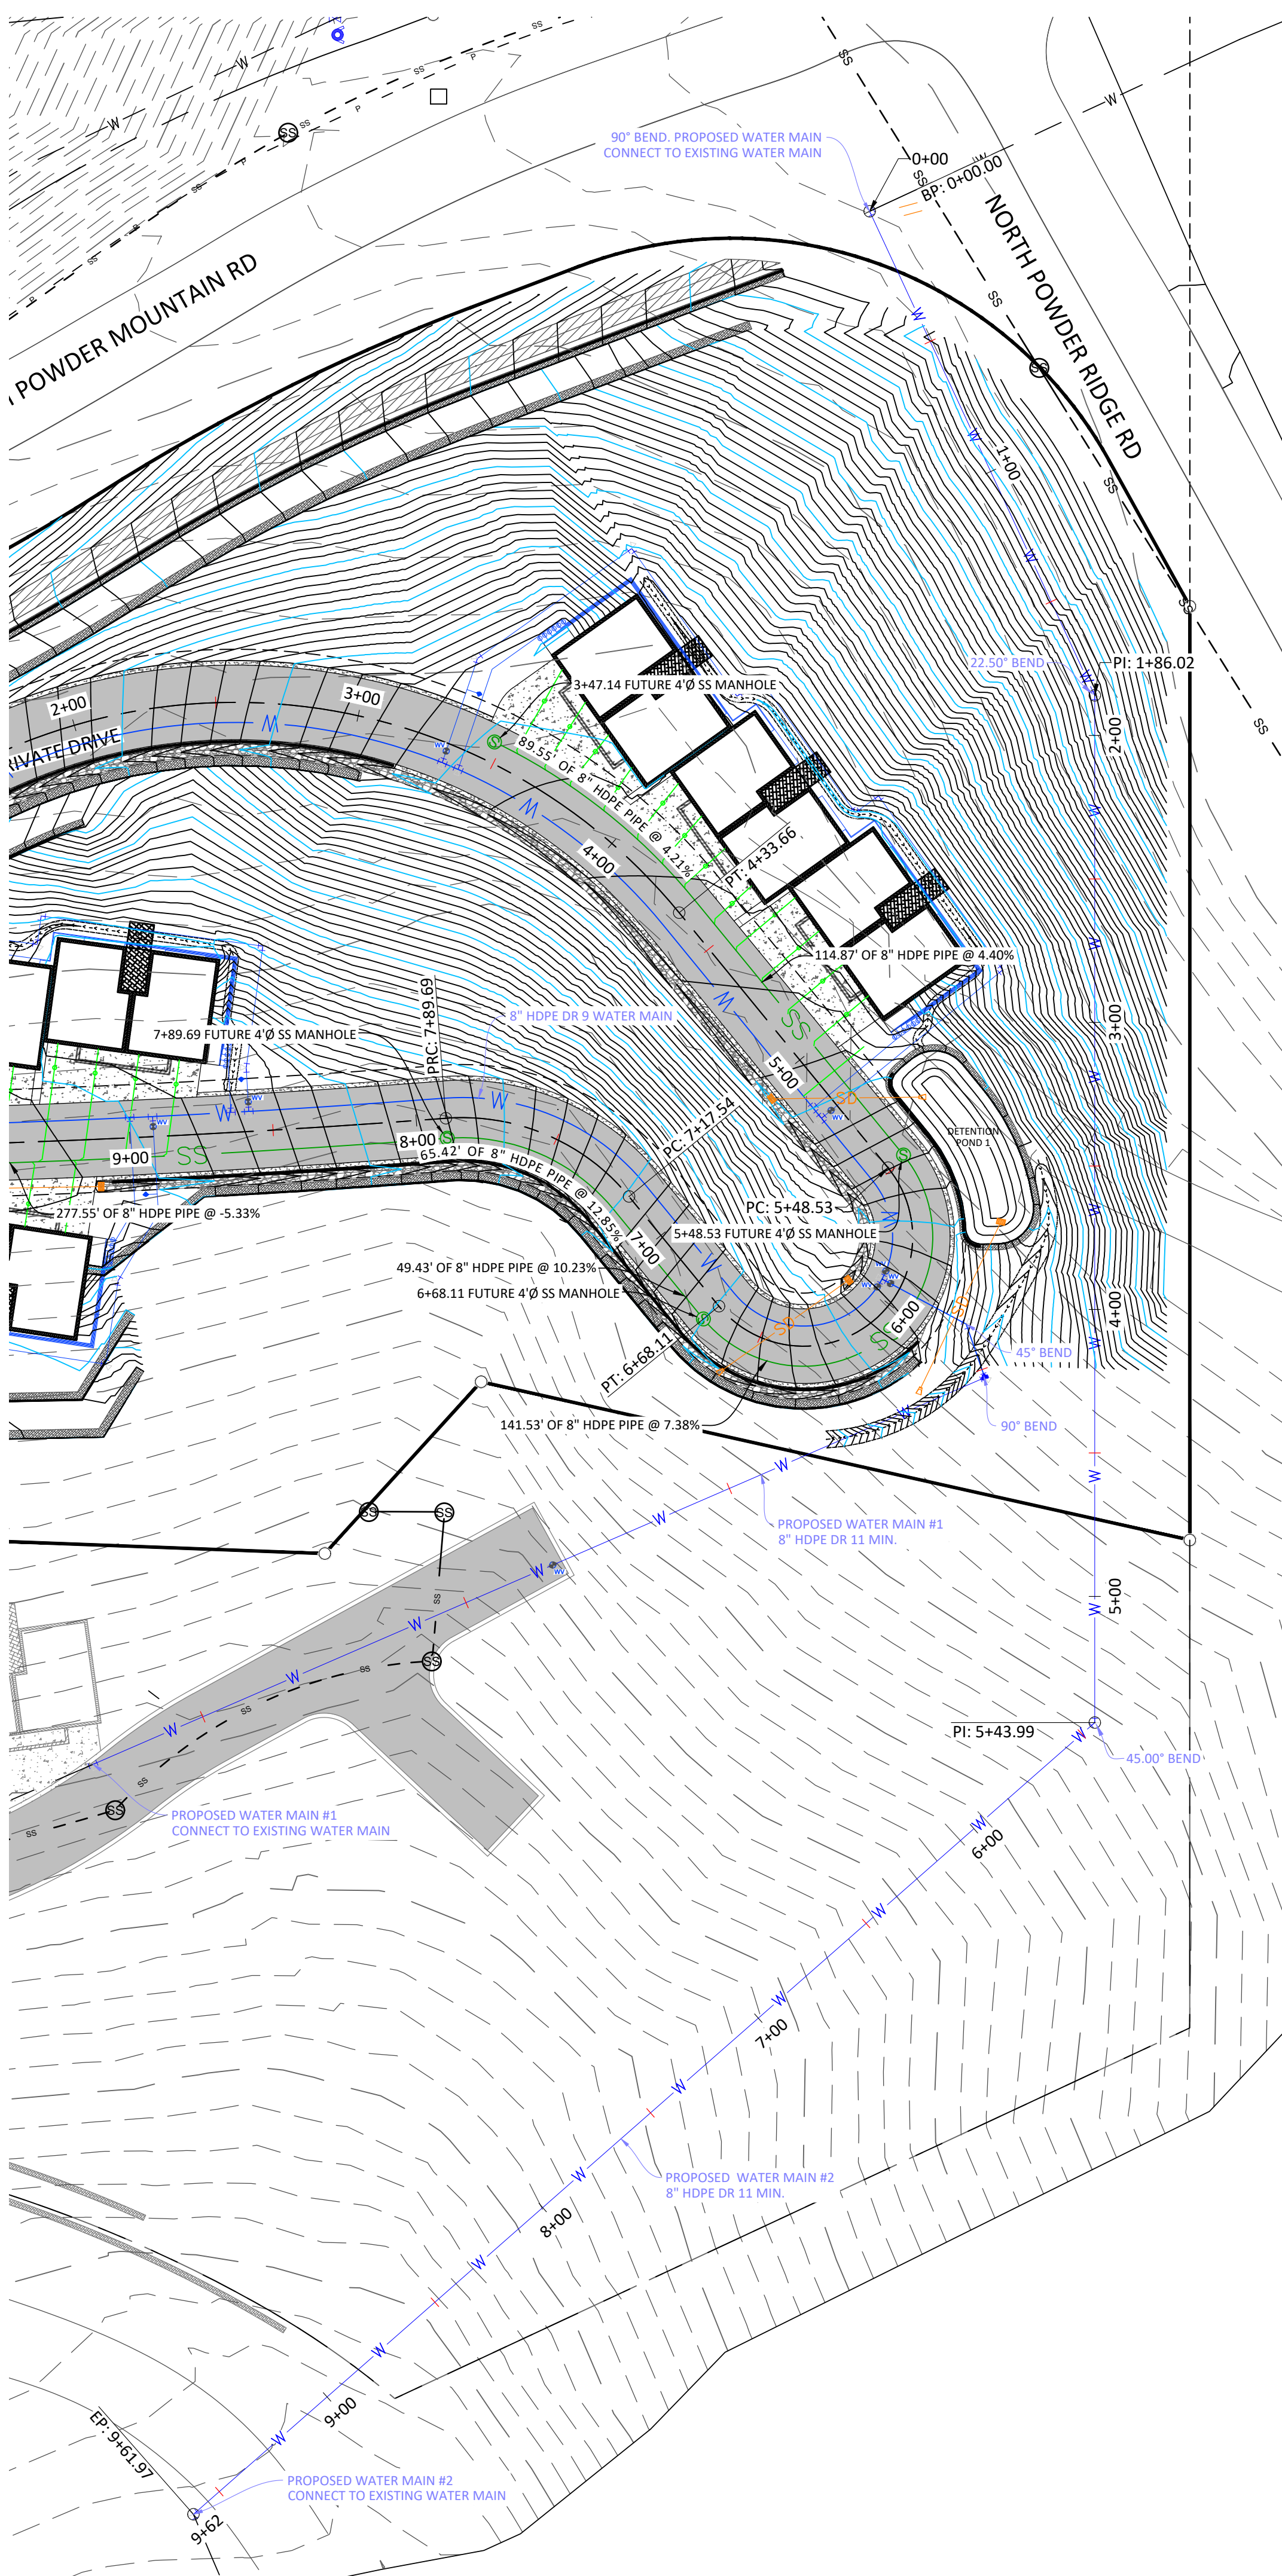 90° BEND. PROPOSED WATER MAIN
CONNECT TO EXISTING WATER MAIN
0+00
BP: 0+00.00
NORTH POWDER RIDGE RD
POWDER MOUNTAIN RD
1+00
22.50° BEND
PI: 1+86.02
2+00
3+00
4+00
5+00
PRIVATE DRIVE
2+00
3+00
3+47.14 FUTURE 4'Ø SS MANHOLE
89.55' OF 8" HDPE PIPE @ 4.21%
4+00
PT: 4+33.66
114.87' OF 8" HDPE PIPE @ 4.40%
PRC: 7+89.69
8" HDPE DR 9 WATER MAIN
7+89.69 FUTURE 4'Ø SS MANHOLE
5+00
PC: 7+17.54
DETENTION
POND 1
8+00
9+00
65.42' OF 8" HDPE PIPE @ 12.85%
277.55' OF 8" HDPE PIPE @ -5.33%
PC: 5+48.53
5+48.53 FUTURE 4'Ø SS MANHOLE
7+00
49.43' OF 8" HDPE PIPE @ 10.23%
6+68.11 FUTURE 4'Ø SS MANHOLE
6+00
PT: 6+68.11
45° BEND
90° BEND
141.53' OF 8" HDPE PIPE @ 7.38%
PROPOSED WATER MAIN #1
8" HDPE DR 11 MIN.
PI: 5+43.99
45.00° BEND
PROPOSED WATER MAIN #1
CONNECT TO EXISTING WATER MAIN
6+00
7+00
PROPOSED WATER MAIN #2
8" HDPE DR 11 MIN.
8+00
9+00
EP: 9+61.97
PROPOSED WATER MAIN #2
CONNECT TO EXISTING WATER MAIN
9+62